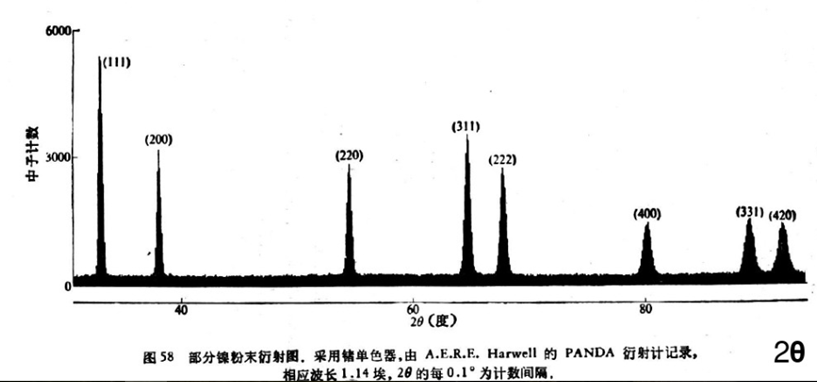 6000
(111)
(200)
(220)
(311)
(222)
(400)
(331)
(420)
中子计数
3000
0
40
60
80
2θ(度)
2θ
图58 部分镍粉末衍射图. 采用锗单色器,由 A.E.R.E. Harwell 的 PANDA 衍射计记录,
相应波长1.14埃, 2θ的每0.1°为计数间隔.